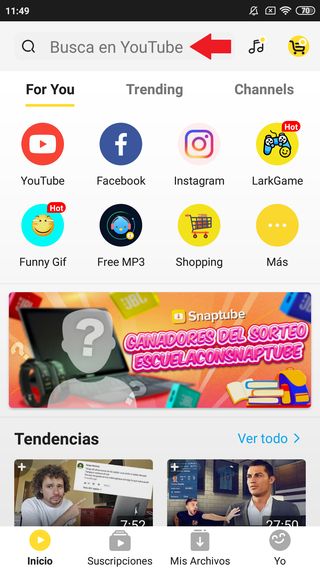 11:49
70
Busca en YouTube
For You
Trending
Channels
YouTube
Facebook
Instagram
Hot
LarkGame
Hot
Funny Gif
Free MP3
Shopping
Más
Snaptube
GANADORES DEL SORTEO
ESCUELACONSNAPTUBE
Tendencias
Ver todo
7:52
27:50
Inicio
Suscripciones
Mis Archivos
Yo